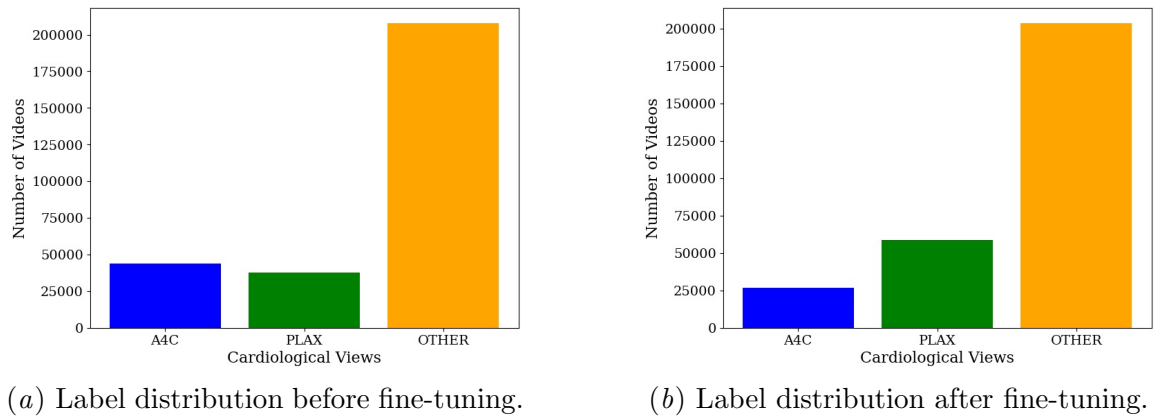 Number of Videos
200000
175000
150000
125000
100000
75000
50000
25000
0
A4C PLAX OTHER
Cardiological Views
(a) Label distribution before fine-tuning.
Number of Videos
200000
175000
150000
125000
100000
75000
50000
25000
0
A4C PLAX OTHER
Cardiological Views
(b) Label distribution after fine-tuning.